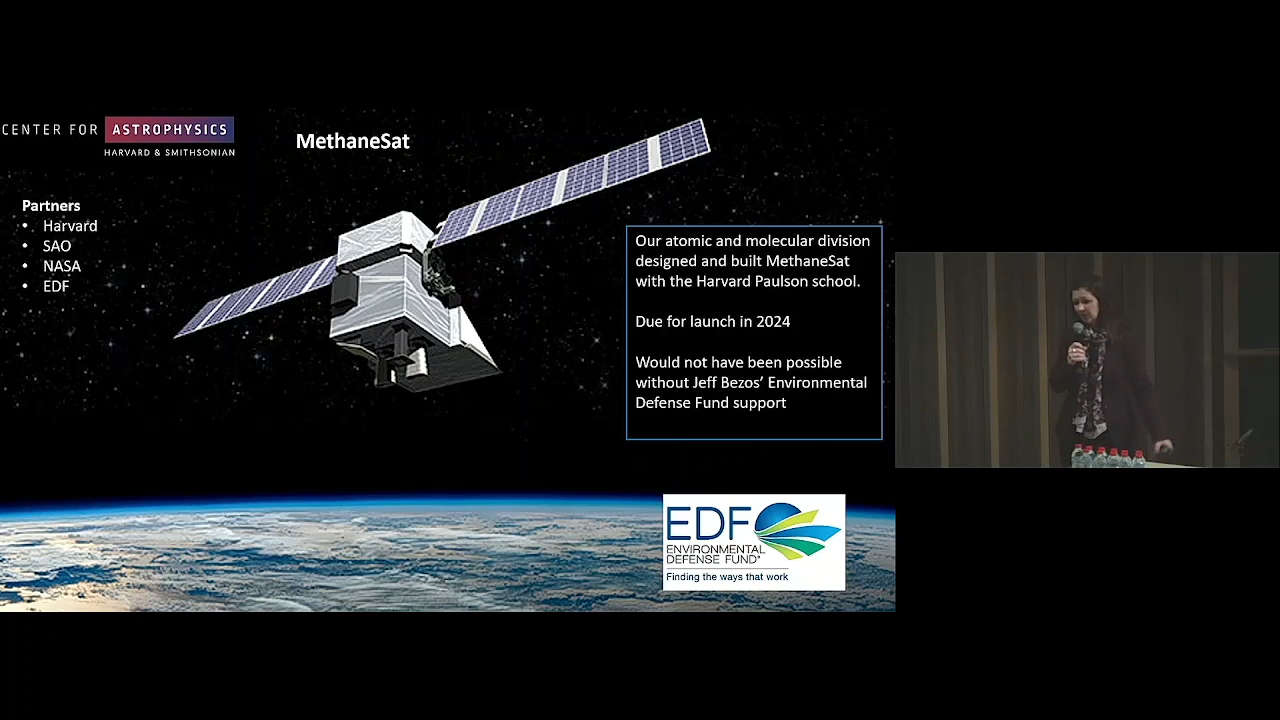 CENTER FOR ASTROPHYSICS
HARVARD & SMITHSONIAN
MethaneSat
Partners
• Harvard
• SAO
• NASA
• EDF
Our atomic and molecular division
designed and built MethaneSat
with the Harvard Paulson school.
Due for launch in 2024
Would not have been possible
without Jeff Bezos’ Environmental
Defense Fund support
EDF
ENVIRONMENTAL
DEFENSE FUND®
Finding the ways that work